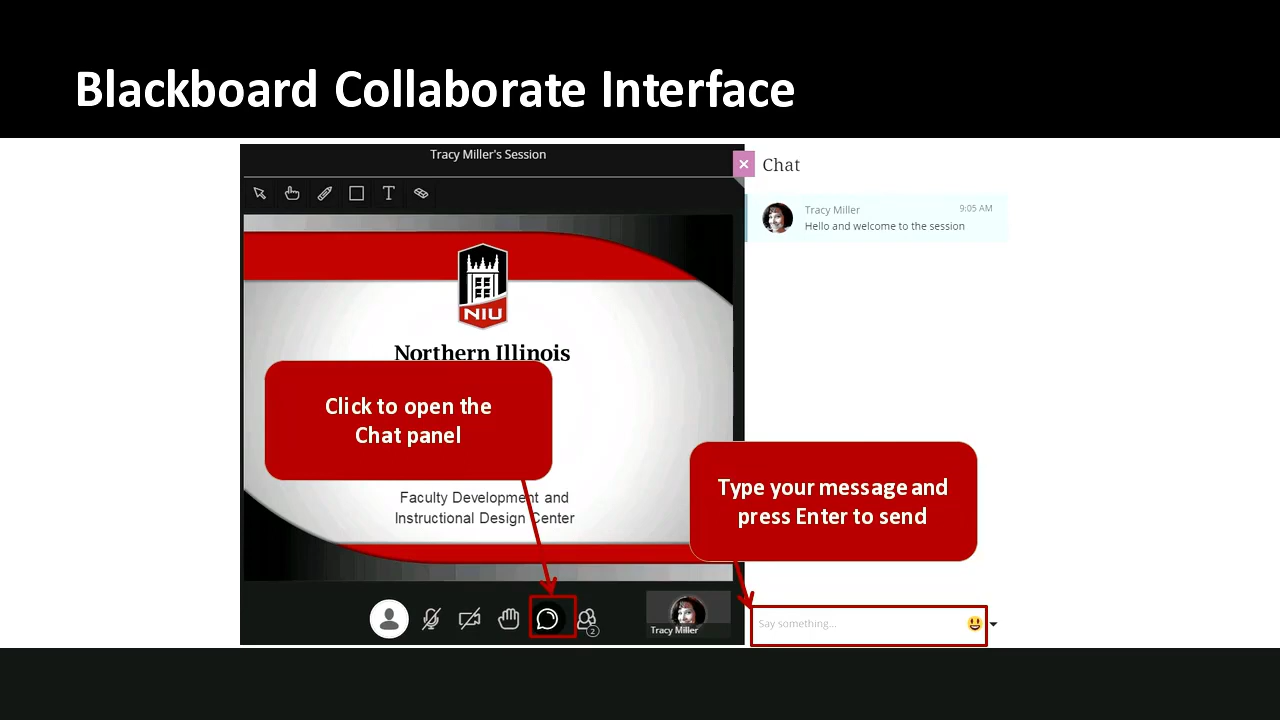 Blackboard Collaborate Interface
Tracy Miller's Session
Chat
Tracy Miller
9:05 AM
Hello and welcome to the session
NIU
Northern Illinois
Click to open the
Chat panel
Type your message and
press Enter to send
Faculty Development and
Instructional Design Center
2
Tracy Miller
Say something...